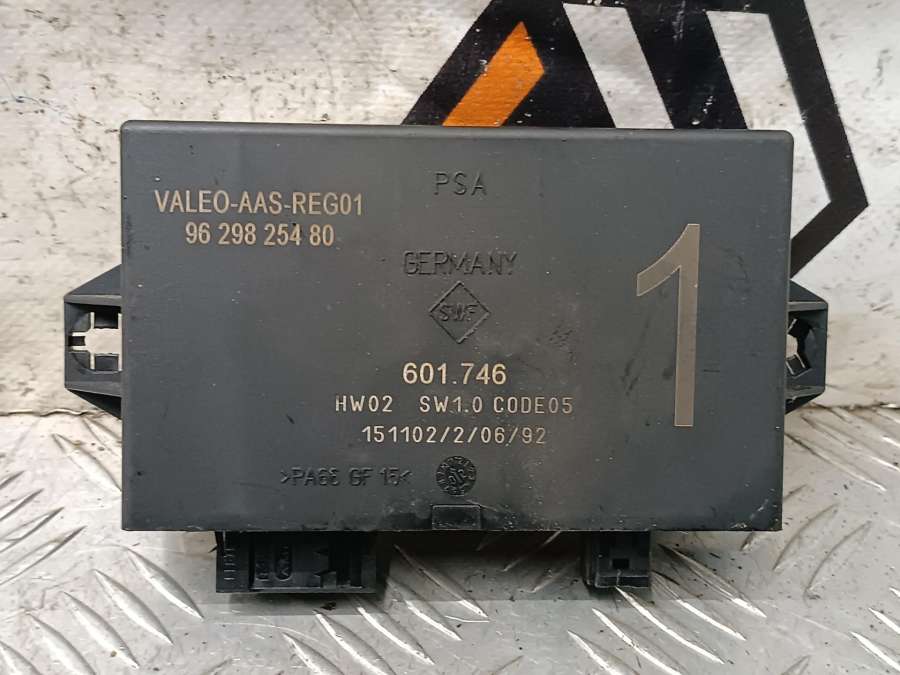 PSA
VALEO-AAS-REG01
96 298 254 80
GERMANY
SWF
1
601.746
HW02 SW1.0 CODE05
151102/2/06/92
>PA66 GF 15<